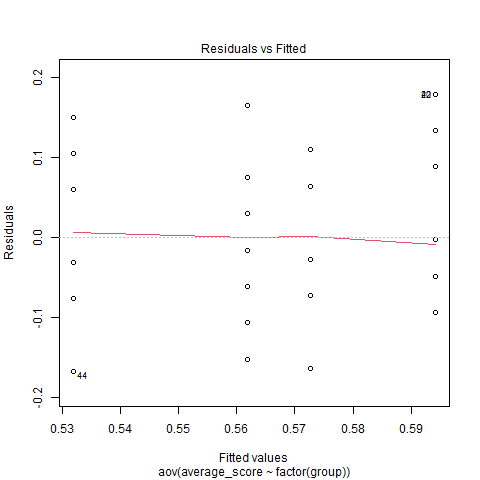 Residuals vs Fitted
Residuals
0.2
0.1
0.0
-0.1
-0.2
44
0.53 0.54 0.55 0.56 0.57 0.58 0.59
Fitted values
aov(average_score ~ factor(group))